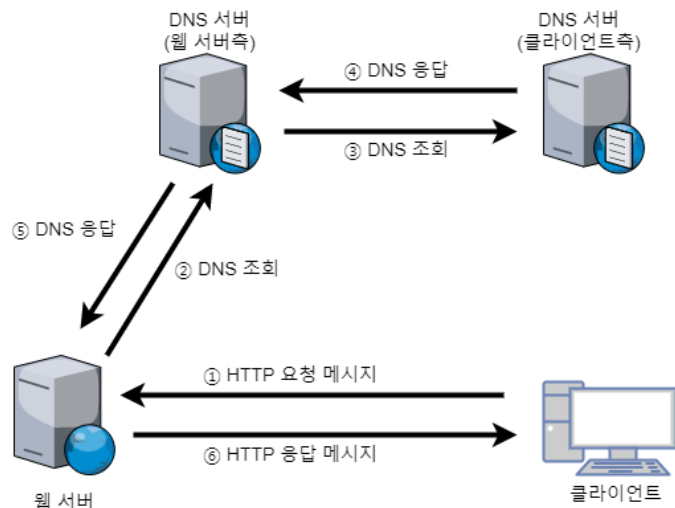 DNS 서버
(웹 서버측)
DNS 서버
(클라이언트측)
④ DNS 응답
③ DNS 조회
⑤ DNS 응답
② DNS 조회
① HTTP 요청 메시지
⑥ HTTP 응답 메시지
웹 서버
클라이언트